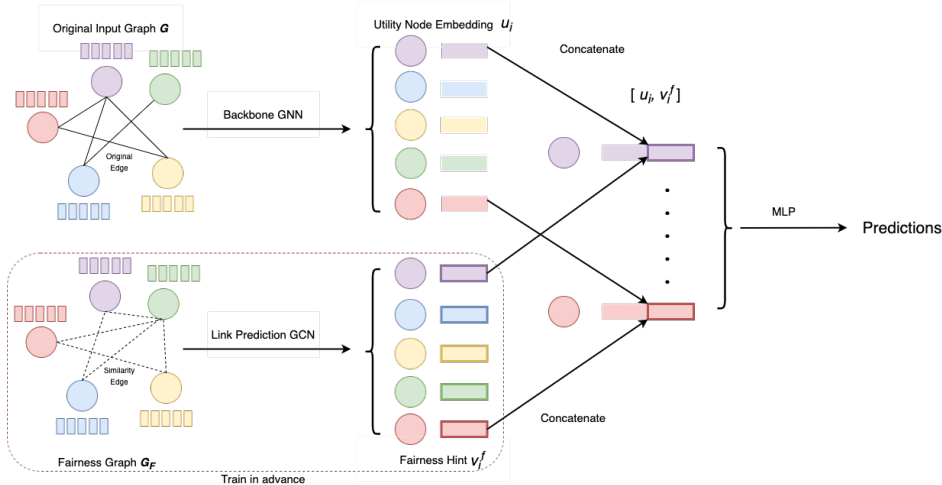 Original Input Graph G
Utility Node Embedding u_i
Concatenate
[ u_i, v_i^f ]
Backbone GNN
Original
Edge
MLP
Predictions
Link Prediction GCN
Similarity
Edge
Concatenate
Fairness Graph G_F
Fairness Hint v_i^f
Train in advance